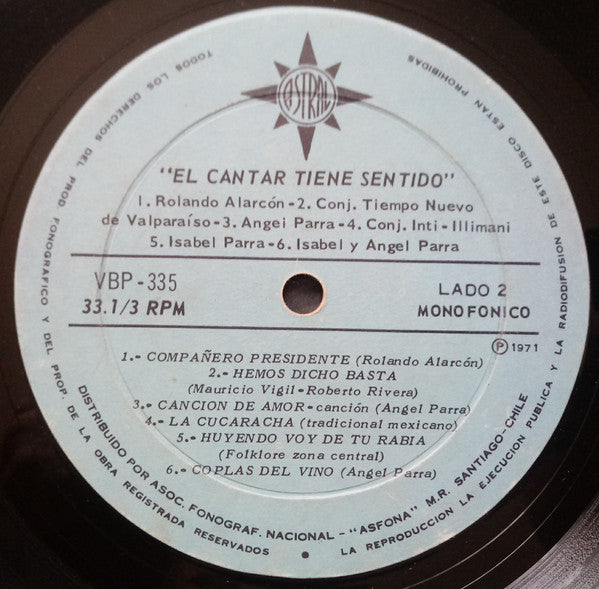 ASTRAL
"EL CANTAR TIENE SENTIDO"
1. Rolando Alarcón-2. Conj. Tiempo Nuevo
de Valparaíso-3. Angel Parra-4. Conj. Inti-Illimani
5. Isabel Parra-6. Isabel y Angel Parra
VBP-335
33.1/3 RPM
LADO 2
MONOFONICO
Ⓟ 1971
1.- COMPAÑERO PRESIDENTE (Rolando Alarcón)
2.- HEMOS DICHO BASTA
(Mauricio Vigil-Roberto Rivera)
3.- CANCION DE AMOR-canción (Angel Parra)
4.- LA CUCARACHA (tradicional mexicano)
5.- HUYENDO VOY DE TU RABIA
(Folklore zona central)
6.- COPLAS DEL VINO (Angel Parra)
DISTRIBUIDO POR ASOC. FONOGRAF. NACIONAL - "ASFONA" M.R. SANTIAGO-CHILE
TODOS LOS DERECHOS DEL PROD FONOGRAFICO Y DEL PROP. DE LA OBRA REGISTRADA RESERVADOS ● LA REPRODUCCION LA EJECUCION PUBLICA Y LA RADIODIFUSION DE ESTE DISCO ESTAN PROHIBIDAS